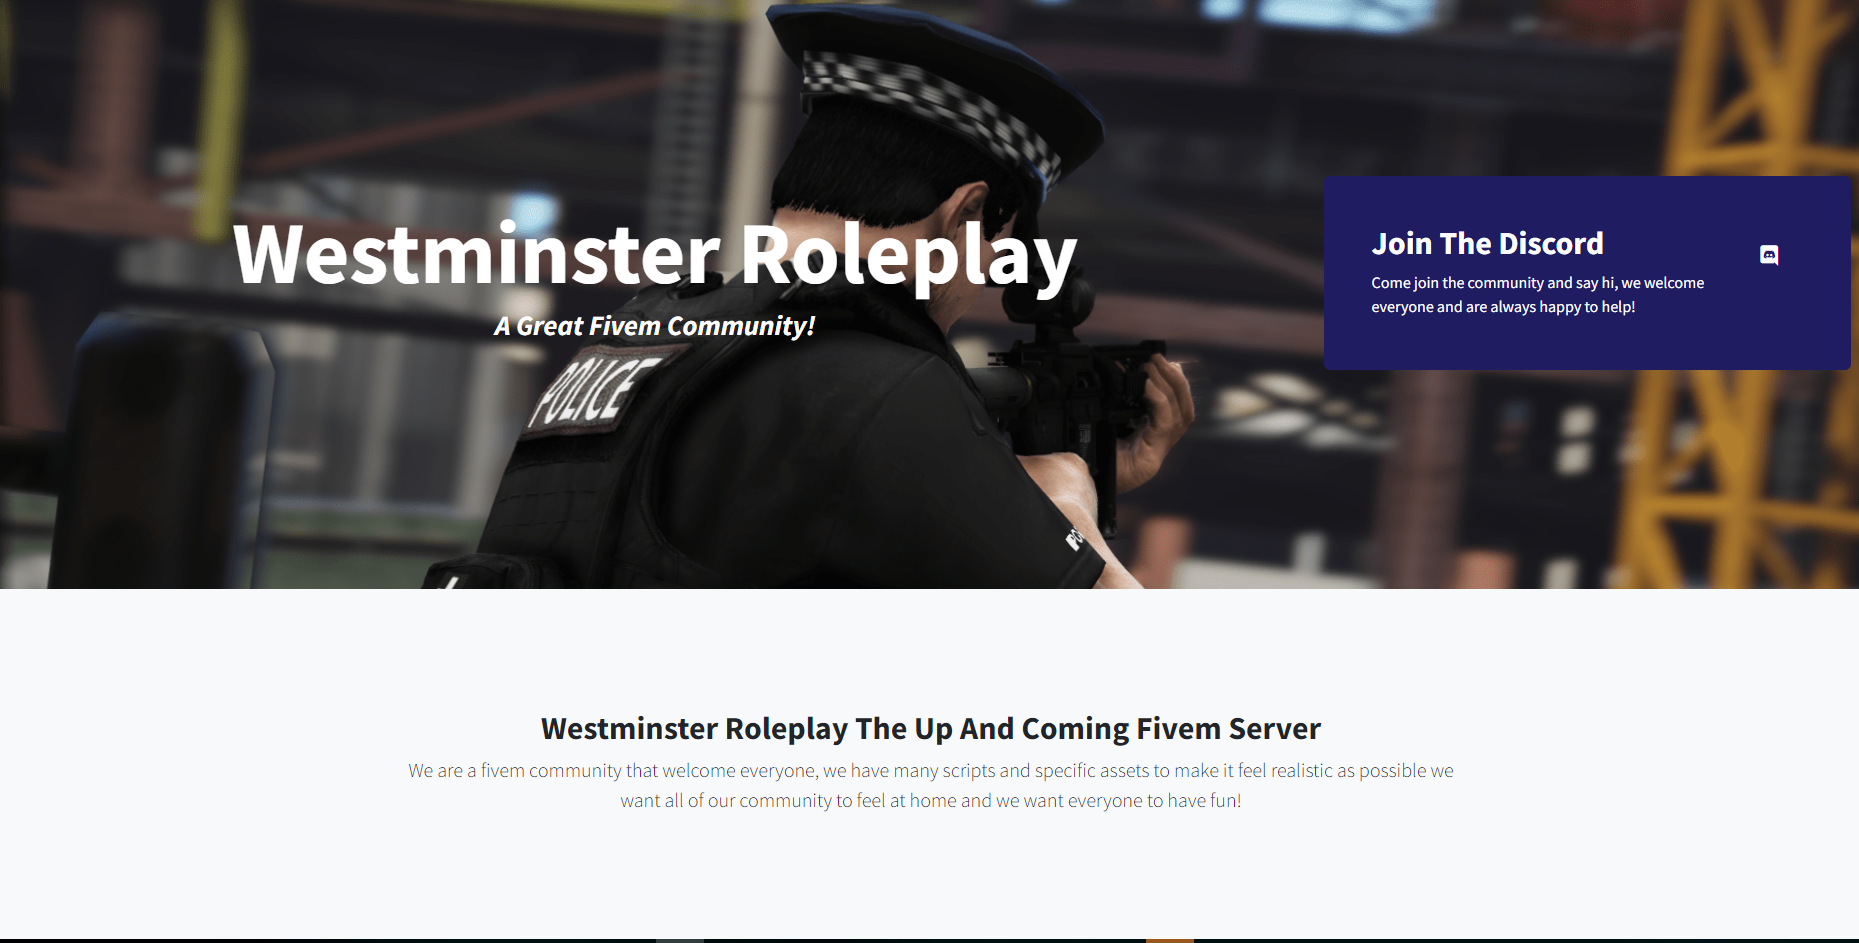 Westminster Roleplay
A Great Fivem Community!
POLICE
Join The Discord
Come join the community and say hi, we welcome
everyone and are always happy to help!
Westminster Roleplay The Up And Coming Fivem Server
We are a fivem community that welcome everyone, we have many scripts and specific assets to make it feel realistic as possible we
want all of our community to feel at home and we want everyone to have fun!